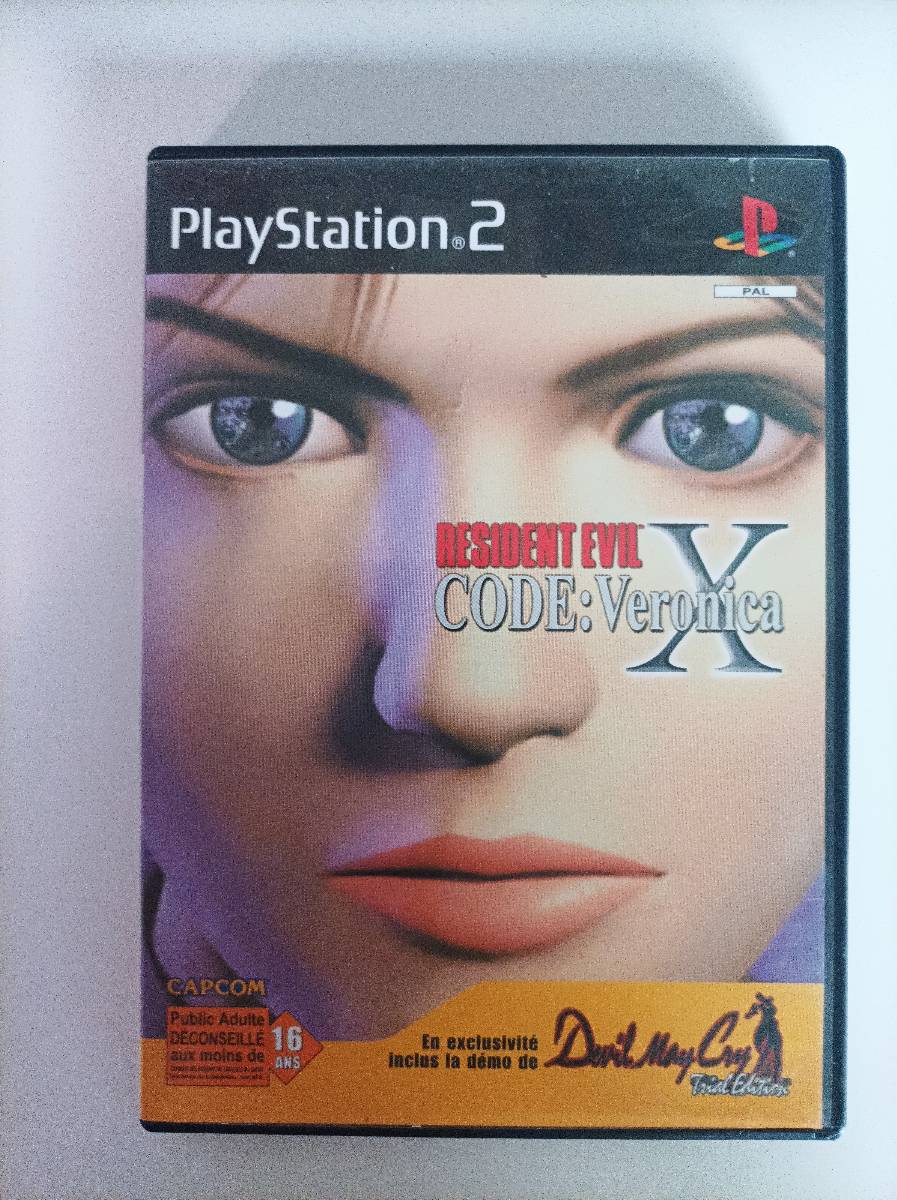 PlayStation®2
PAL
RESIDENT EVIL™
CODE: Veronica X
CAPCOM
Public Adulte
DÉCONSEILLÉ
aux moins de
16
ANS
En exclusivité
inclus la démo de
Devil May Cry
Trial Edition